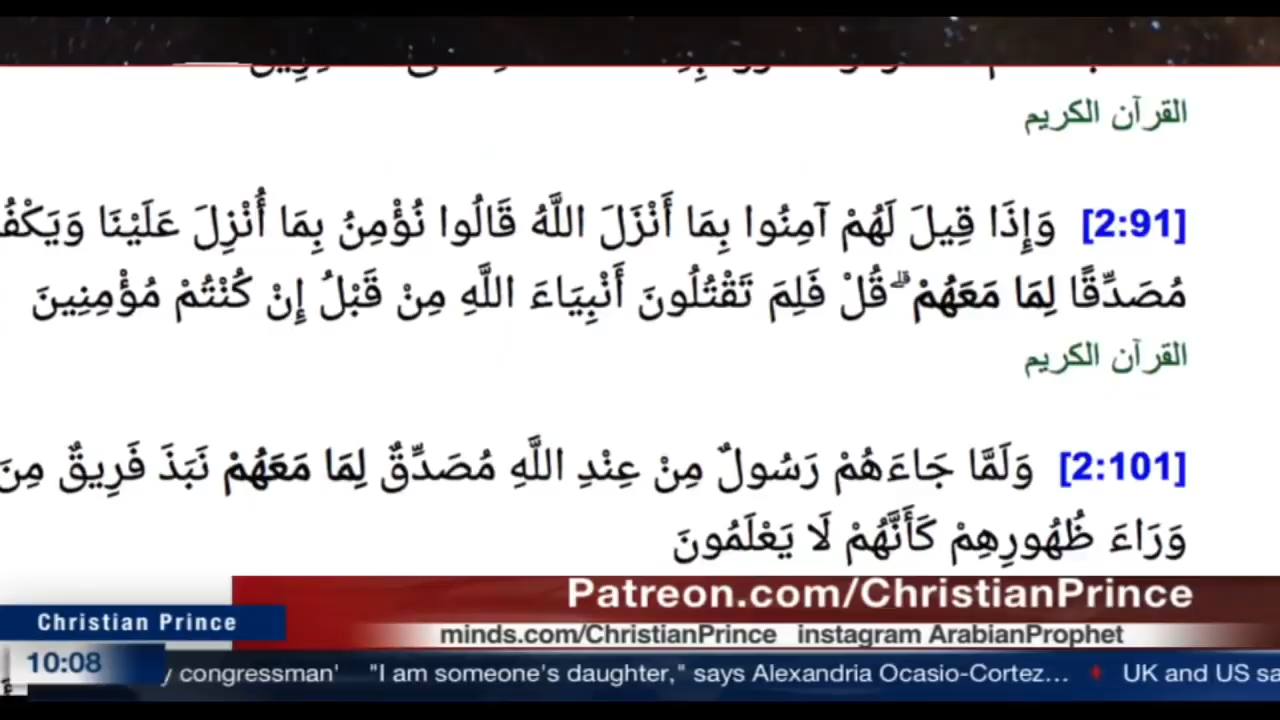 القرآن الكريم
[2:91] وَإِذَا قِيلَ لَهُمْ آمِنُوا بِمَا أَنْزَلَ اللَّهُ قَالُوا نُؤْمِنُ بِمَا أُنْزِلَ عَلَيْنَا
مُصَدِّقًا لِمَا مَعَهُمْ ۗ قُلْ فَلِمَ تَقْتُلُونَ أَنْبِيَاءَ اللَّهِ مِنْ قَبْلُ إِنْ كُنْتُمْ مُؤْمِنِينَ
القرآن الكريم
[2:101] وَلَمَّا جَاءَهُمْ رَسُولٌ مِنْ عِنْدِ اللَّهِ مُصَدِّقٌ لِمَا مَعَهُمْ نَبَذَ فَرِيقٌ مِنَ
وَرَاءَ ظُهُورِهِمْ كَأَنَّهُمْ لَا يَعْلَمُونَ
Patreon.com/ChristianPrince
Christian Prince
minds.com/ChristianPrince instagram ArabianProphet
10:08
y congressman' "I am someone's daughter," says Alexandria Ocasio-Cortez... UK and US sa